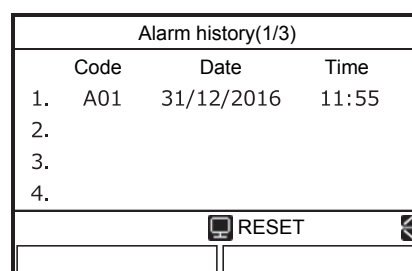 Alarm history(1/3)
Code Date Time
1. A01 31/12/2016 11:55
2.
3.
4.
RESET